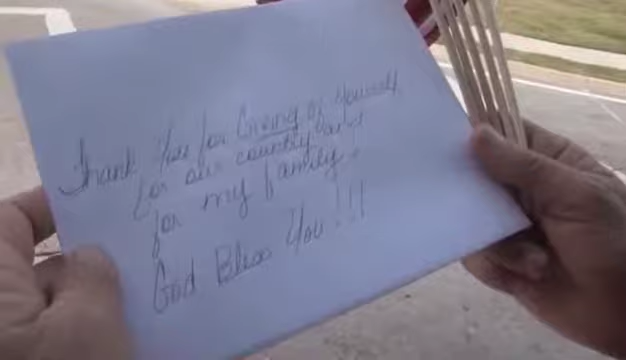 Thank You for Giving of Yourself
for our country and
for my family.
God Bless You!!!